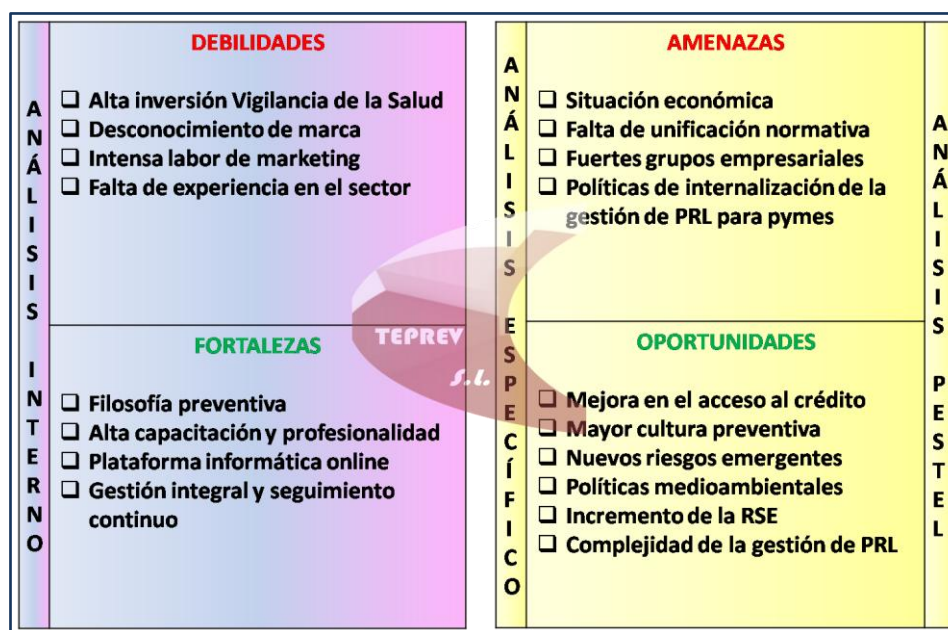 ANÁLISIS INTERNO
DEBILIDADES
❑ Alta inversión Vigilancia de la Salud
❑ Desconocimiento de marca
❑ Intensa labor de marketing
❑ Falta de experiencia en el sector
FORTALEZAS
❑ Filosofía preventiva
❑ Alta capacitación y profesionalidad
❑ Plataforma informática online
❑ Gestión integral y seguimiento
continuo
TEPREV
S.L.
ANÁLISIS ESPECÍFICO
AMENAZAS
❑ Situación económica
❑ Falta de unificación normativa
❑ Fuertes grupos empresariales
❑ Políticas de internalización de la
gestión de PRL para pymes
OPORTUNIDADES
❑ Mejora en el acceso al crédito
❑ Mayor cultura preventiva
❑ Nuevos riesgos emergentes
❑ Políticas medioambientales
❑ Incremento de la RSE
❑ Complejidad de la gestión de PRL
ANÁLISIS PESTEL